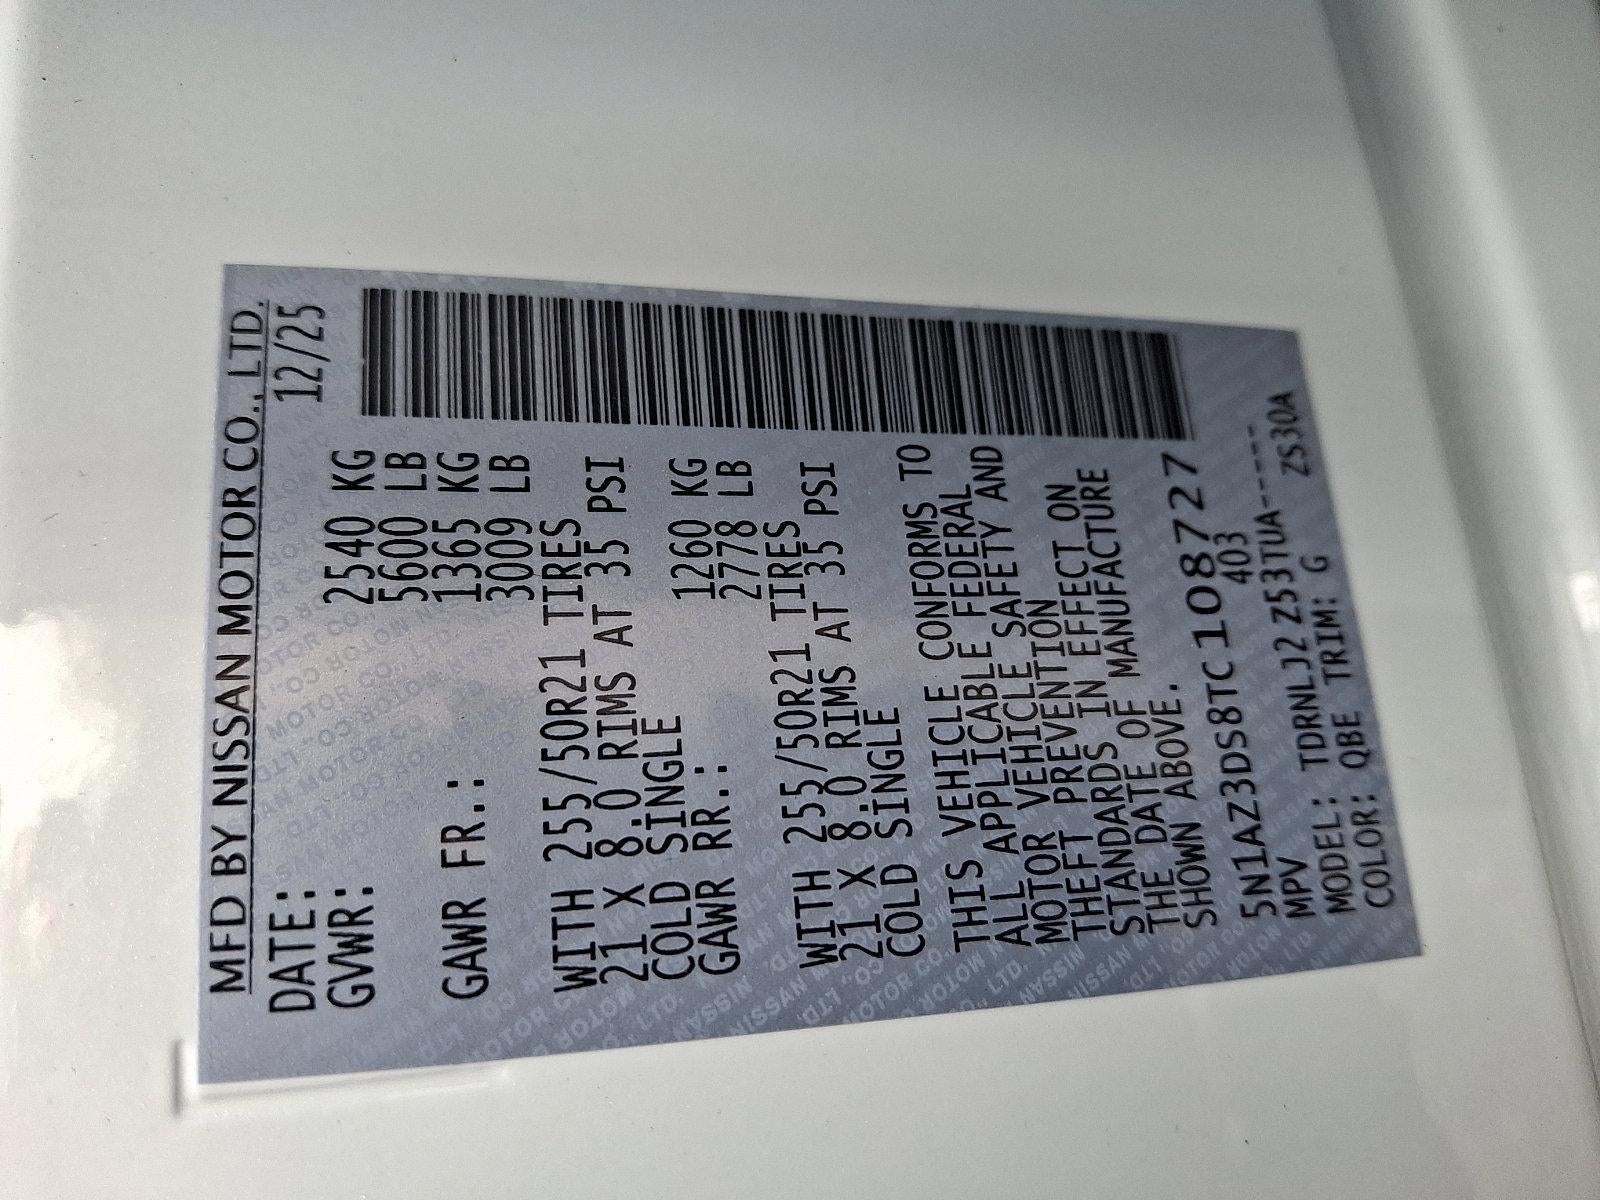 MFD BY NISSAN MOTOR CO., LTD.
DATE: 12/25
GVWR: 2540 KG
5600 LB
GAWR FR.: 1365 KG
3009 LB
WITH 255/50R21 TIRES
21 X 8.0 RIMS AT 35 PSI
COLD SINGLE
GAWR RR.: 1260 KG
2778 LB
WITH 255/50R21 TIRES
21 X 8.0 RIMS AT 35 PSI
COLD SINGLE
THIS VEHICLE CONFORMS TO
ALL APPLICABLE FEDERAL
MOTOR VEHICLE SAFETY AND
THEFT PREVENTION
STANDARDS IN EFFECT ON
THE DATE OF MANUFACTURE
SHOWN ABOVE.
5N1AZ3DS8TC108727
MPV 403
MODEL: TDRNLJ2 Z53TUA-----
COLOR: QBE TRIM: G ZS30A